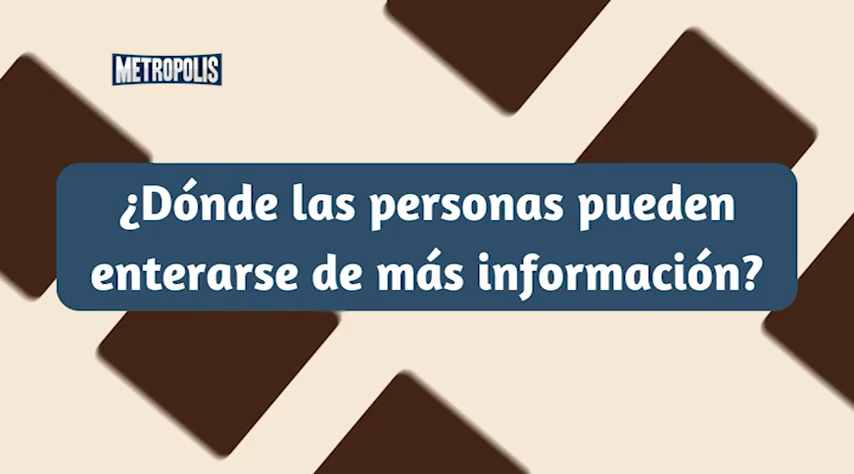 METROPOLIS
¿Dónde las personas pueden
enterarse de más información?